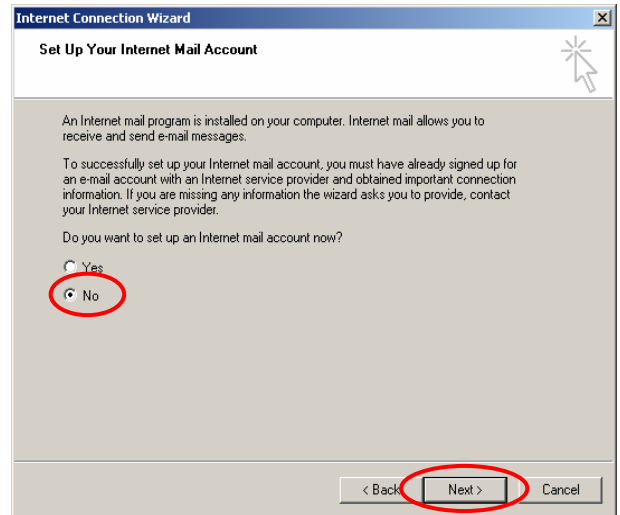 Internet Connection Wizard
Set Up Your Internet Mail Account
An Internet mail program is installed on your computer. Internet mail allows you to
receive and send e-mail messages.
To successfully set up your Internet mail account, you must have already signed up for
an e-mail account with an Internet service provider and obtained important connection
information. If you are missing any information the wizard asks you to provide, contact
your Internet service provider.
Do you want to set up an Internet mail account now?
Yes
No
< Back
Next >
Cancel